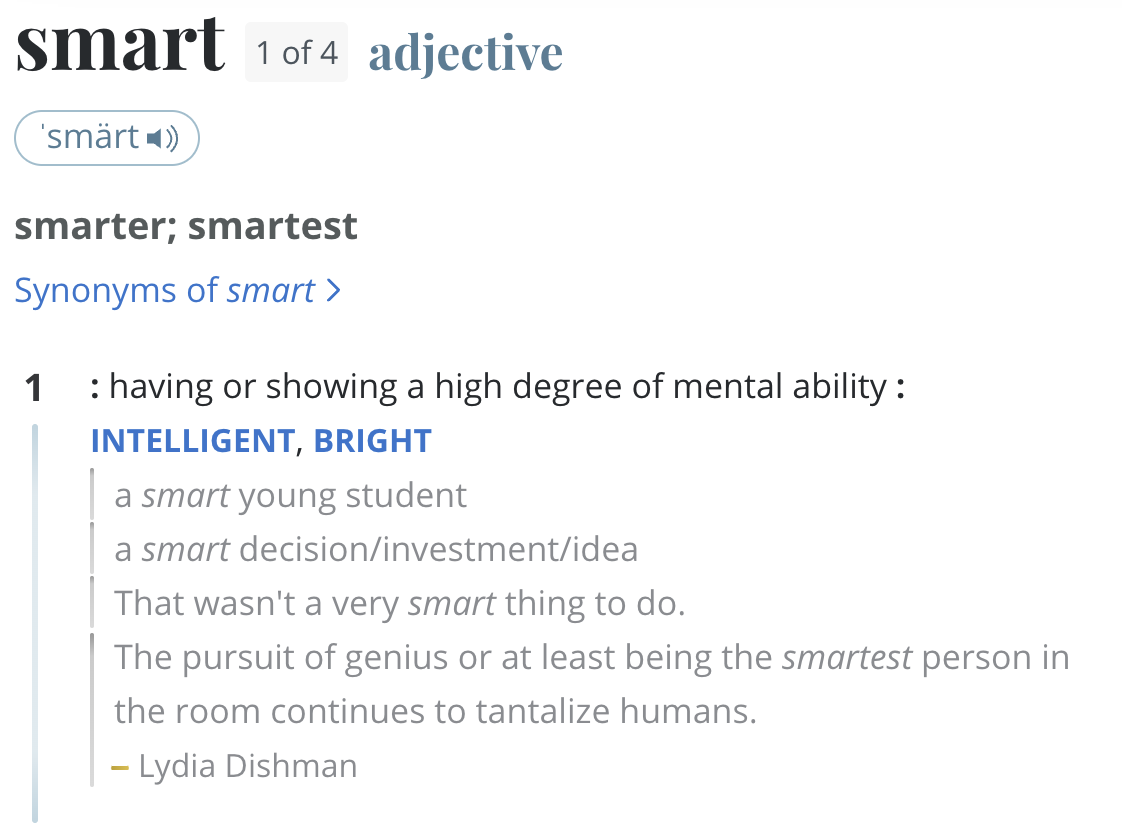 smart 1 of 4 adjective
ˈsmärt
smarter; smartest
Synonyms of smart
1 : having or showing a high degree of mental ability :
INTELLIGENT, BRIGHT
a smart young student
a smart decision/investment/idea
That wasn't a very smart thing to do.
The pursuit of genius or at least being the smartest person in
the room continues to tantalize humans.
– Lydia Dishman